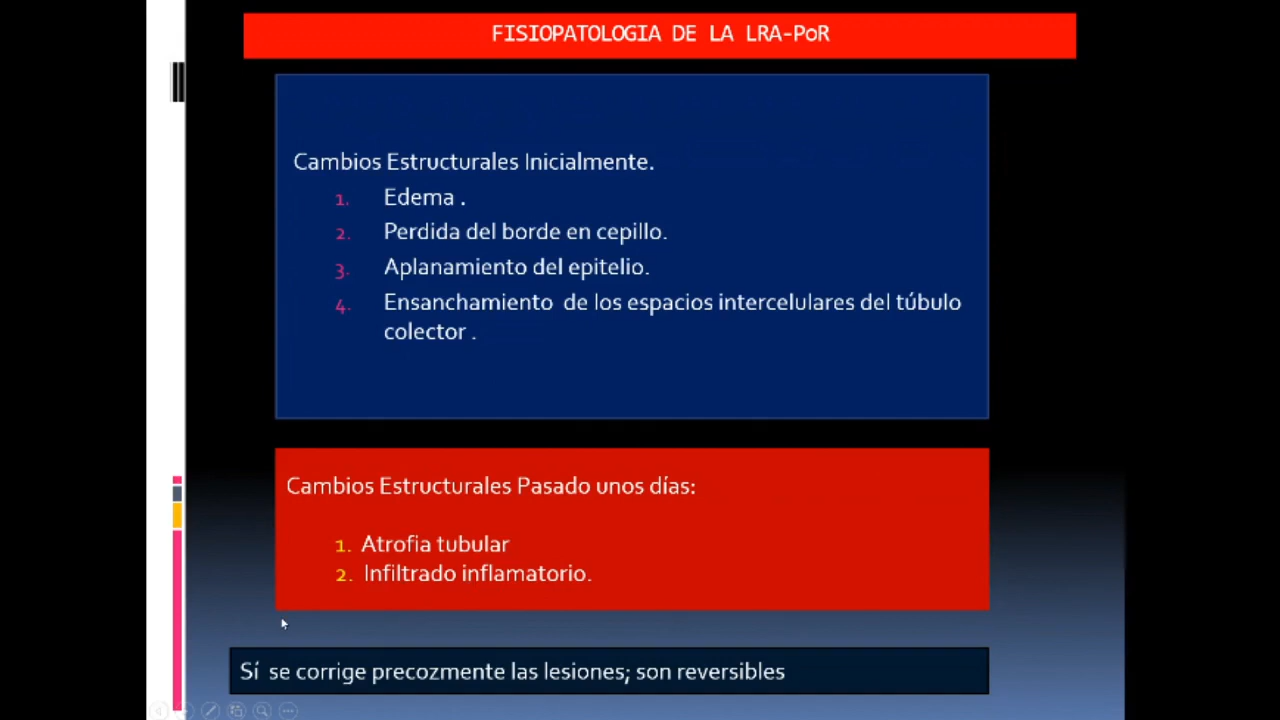 FISIOPATOLOGIA DE LA LRA-PoR
Cambios Estructurales Inicialmente.
1. Edema .
2. Perdida del borde en cepillo.
3. Aplanamiento del epitelio.
4. Ensanchamiento de los espacios intercelulares del túbulo
colector .
Cambios Estructurales Pasado unos días:
1. Atrofia tubular
2. Infiltrado inflamatorio.
Sí se corrige precozmente las lesiones; son reversibles